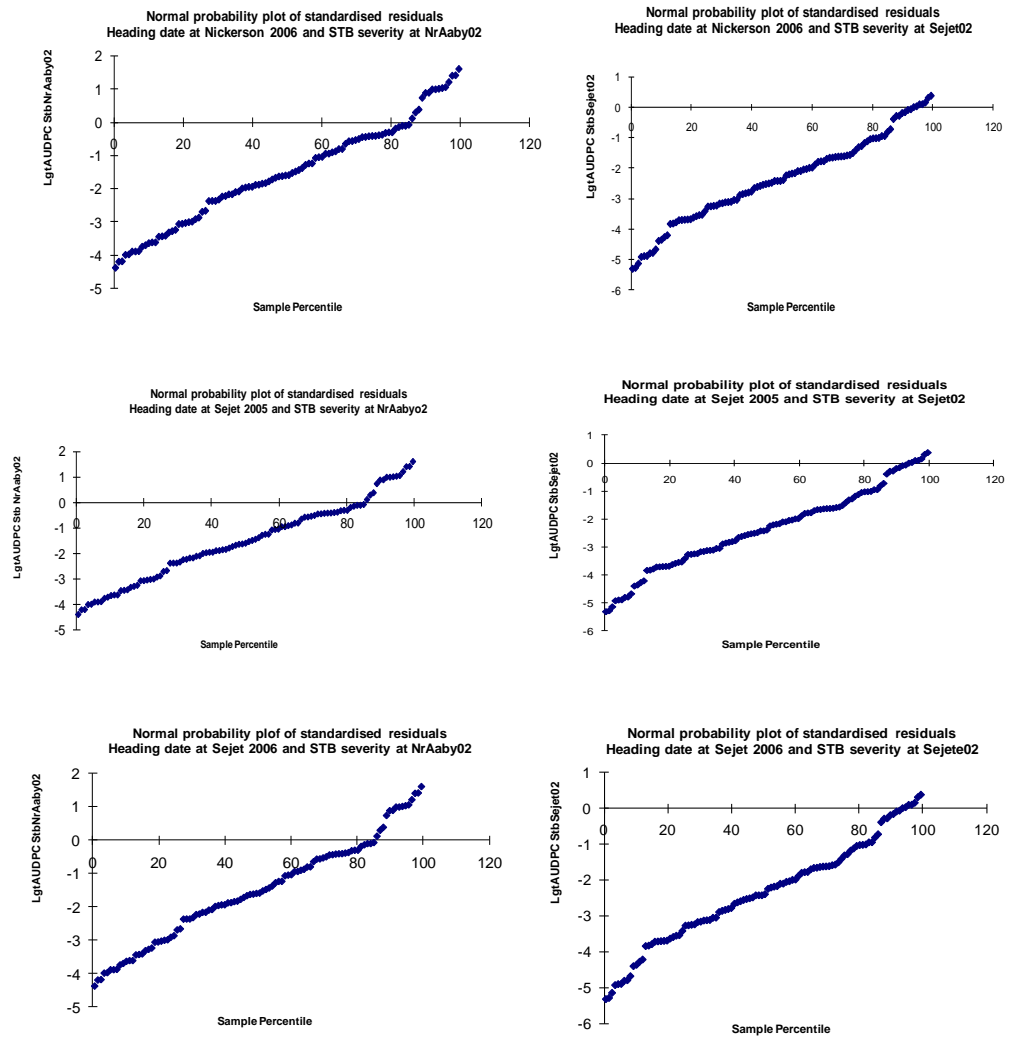 Normal probability plot of standardised residuals
Heading date at Nickerson 2006 and STB severity at NrAaby02
LgtAUDPC StbNrAaby02
2
1
0
-1
-2
-3
-4
-5
0 20 40 60 80 100 120
Sample Percentile
Normal probability plot of standardised residuals
Heading date at Nickerson 2006 and STB severity at Sejet02
LgtAUDPC StbSejet02
1
0
-1
-2
-3
-4
-5
-6
0 20 40 60 80 100 120
Sample Percentile
Normal probability plot of standardised residuals
Heading date at Sejet 2005 and STB severity at NrAabyo2
LgtAUDPC Stb NrAaby02
2
1
0
-1
-2
-3
-4
-5
0 20 40 60 80 100 120
Sample Percentile
Normal probability plot of standardised residuals
Heading date at Sejet 2005 and STB severity at Sejet02
LgtAUDPC StbSejet02
1
0
-1
-2
-3
-4
-5
-6
0 20 40 60 80 100 120
Sample Percentile
Normal probability plof of standardised residuals
Heading date at Sejet 2006 and STB severity at NrAaby02
LgtAUDPC StbNrAaby02
2
1
0
-1
-2
-3
-4
-5
0 20 40 60 80 100 120
Sample Percentile
Normal probability plot of standardised residuals
Heading date at Sejet 2006 and STB severity at Sejete02
LgtAUDPC StbSejet02
1
0
-1
-2
-3
-4
-5
-6
0 20 40 60 80 100 120
Sample Percentile